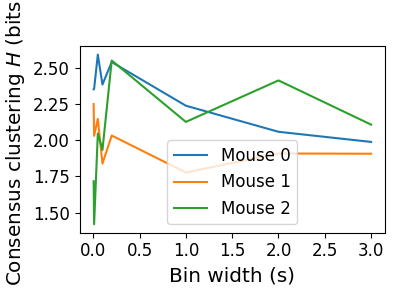 Consensus clustering H (bits
2.50
2.25
2.00
1.75
1.50
Mouse 0
Mouse 1
Mouse 2
0.0 0.5 1.0 1.5 2.0 2.5 3.0
Bin width (s)